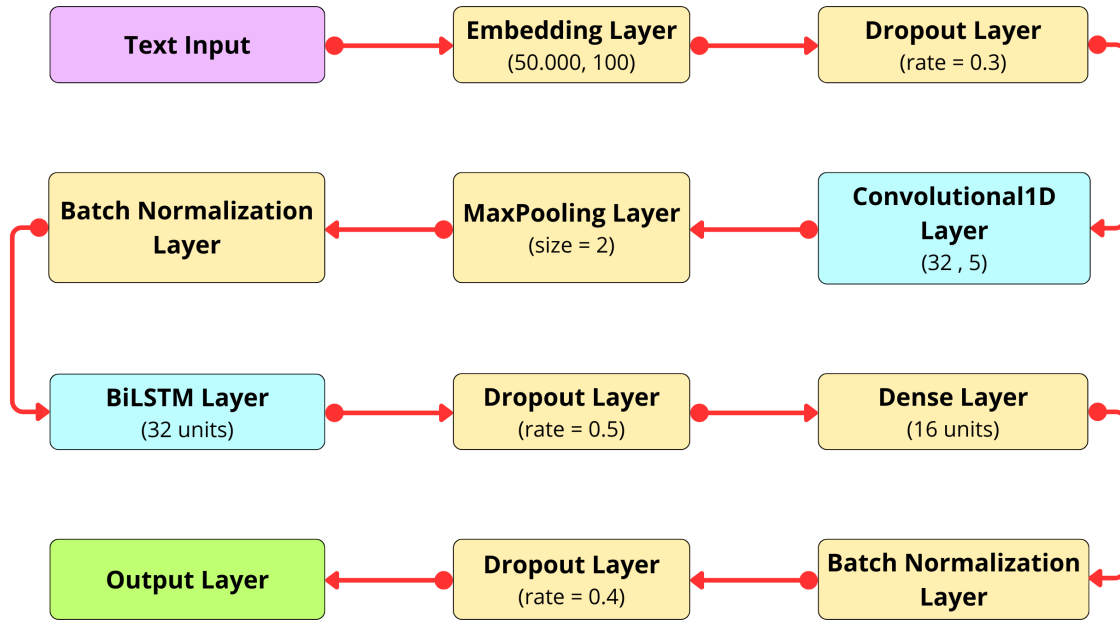 Text Input
Embedding Layer
(50.000, 100)
Dropout Layer
(rate = 0.3)
Convolutional1D
Layer
(32 , 5)
MaxPooling Layer
(size = 2)
Batch Normalization
Layer
BiLSTM Layer
(32 units)
Dropout Layer
(rate = 0.5)
Dense Layer
(16 units)
Batch Normalization
Layer
Dropout Layer
(rate = 0.4)
Output Layer